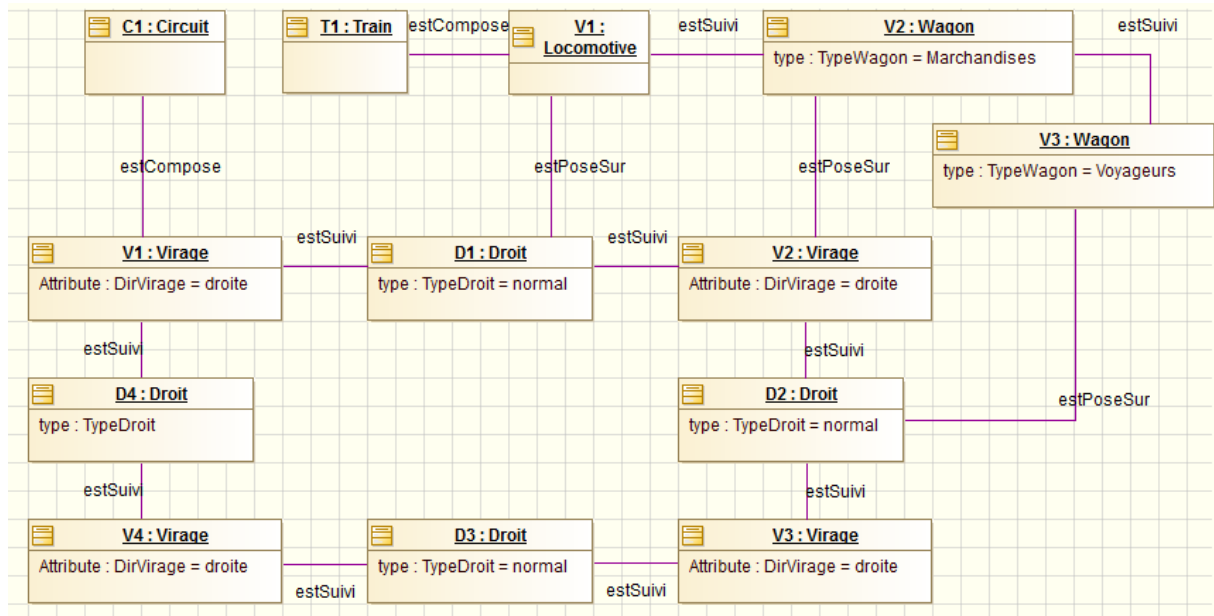 C1 : Circuit
T1 : Train
estCompose
V1 :
Locomotive
estSuivi
V2 : Wagon
type : TypeWagon = Marchandises
estSuivi
V3 : Wagon
type : TypeWagon = Voyageurs
estCompose
estPoseSur
estPoseSur
V1 : Virage
Attribute : DirVirage = droite
estSuivi
D1 : Droit
type : TypeDroit = normal
estSuivi
V2 : Virage
Attribute : DirVirage = droite
estSuivi
estSuivi
D4 : Droit
type : TypeDroit
D2 : Droit
type : TypeDroit = normal
estPoseSur
estSuivi
estSuivi
V4 : Virage
Attribute : DirVirage = droite
estSuivi
D3 : Droit
type : TypeDroit = normal
estSuivi
V3 : Virage
Attribute : DirVirage = droite